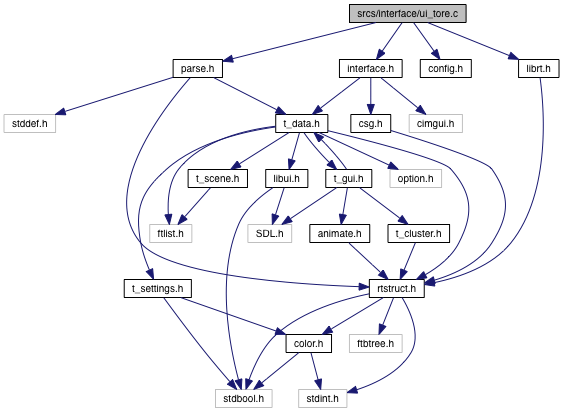 srcs/interface/ui_tore.c
parse.h
interface.h
config.h
librt.h
stddef.h
t_data.h
csg.h
cimgui.h
t_scene.h
libui.h
t_gui.h
option.h
ftlist.h
SDL.h
animate.h
t_cluster.h
t_settings.h
rtstruct.h
color.h
ftbtree.h
stdbool.h
stdint.h